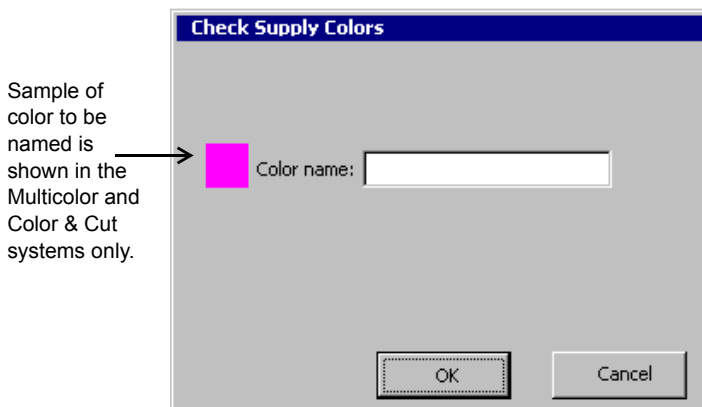 Check Supply Colors
Sample of
color to be
named is
shown in the
Multicolor and
Color & Cut
systems only.
Color name:
OK
Cancel